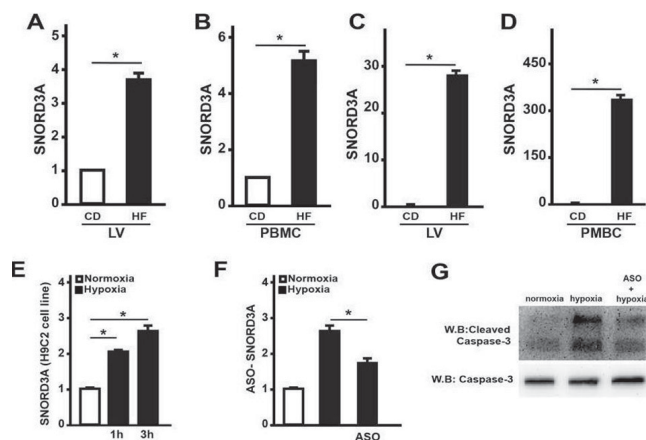 A
SNORD3A
6
5
4
3
2
1
0
*
CD HF
LV
B
SNORD3A
6
4
2
0
*
CD HF
PBMC
C
SNORD3A
30
20
10
0
*
CD HF
LV
D
SNORD3A
450
300
150
0
*
CD HF
PMBC
E
Normoxia
Hypoxia
SNORD3A (H9C2 cell line)
4
3
2
1
0
*
*
1h 3h
F
Normoxia
Hypoxia
ASO- SNORD3A
4
3
2
1
0
*
ASO
G
normoxia hypoxia ASO + hypoxia
W.B:Cleaved
Caspase-3
W.B: Caspase-3